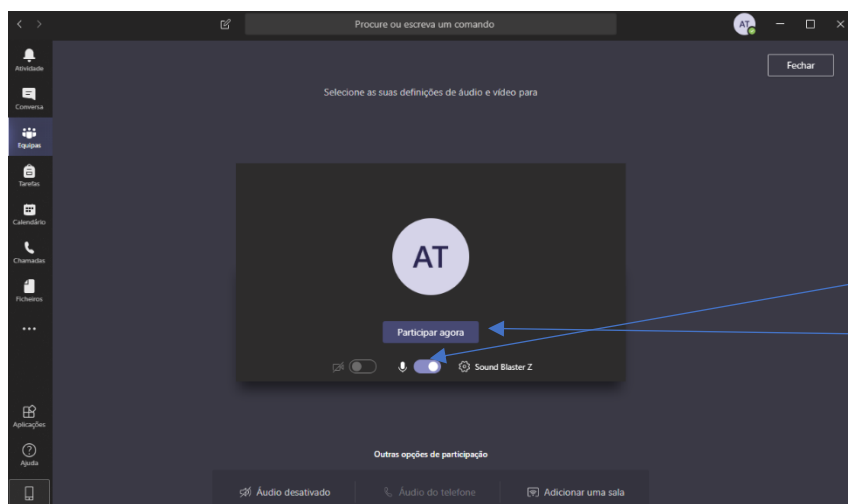 Procure ou escreva um comando
AT
Atividade
Conversa
Equipas
Tarefas
Calendário
Chamadas
Ficheiros
Aplicações
Ajuda
Fechar
Selecione as suas definições de áudio e vídeo para
AT
Participar agora
Sound Blaster Z
Outras opções de participação
Áudio desativado
Áudio do telefone
Adicionar uma sala